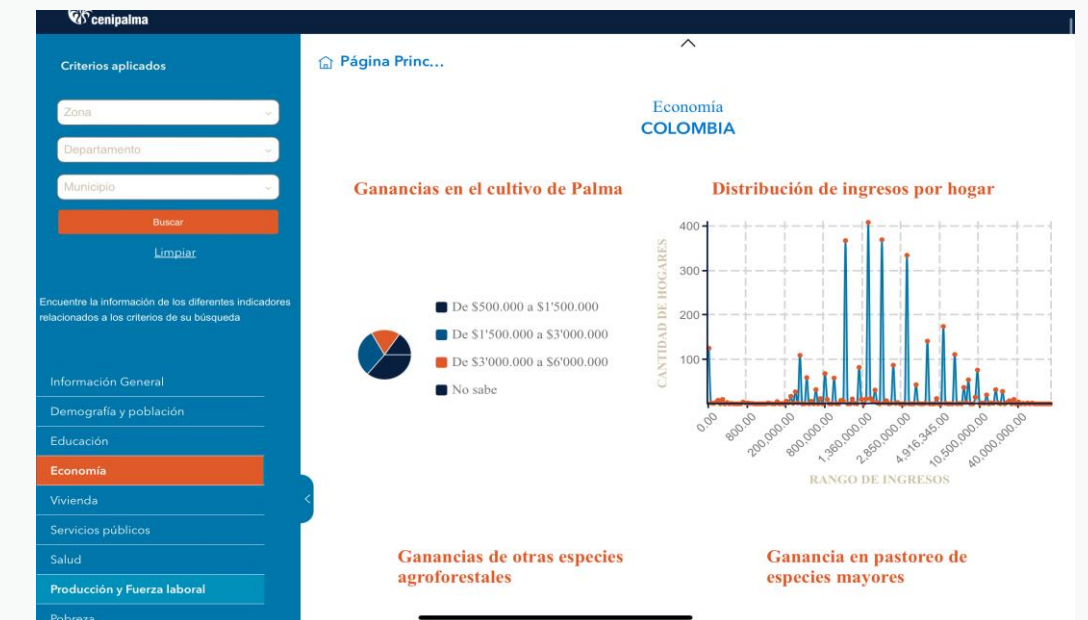 cenipalma
Criterios aplicados
Zona
Departamento
Municipio
Buscar
Limpiar
Encuentre la información de los diferentes indicadores
relacionados a los criterios de su búsqueda
Información General
Demografía y población
Educación
Economía
Vivienda
Servicios públicos
Salud
Producción y Fuerza laboral
Pobreza
Página Princ...
Economía
COLOMBIA
Ganancias en el cultivo de Palma
De $500.000 a $1'500.000
De $1'500.000 a $3'000.000
De $3'000.000 a $6'000.000
No sabe
Distribución de ingresos por hogar
CANTIDAD DE HOGARES
400
300
200
100
0.00
800.00
200,000.00
800,000.00
1,360,000.00
2,850,000.00
4,916,345.00
10,500,000.00
40,000,000.00
RANGO DE INGRESOS
Ganancias de otras especies
agroforestales
Ganancia en pastoreo de
especies mayores